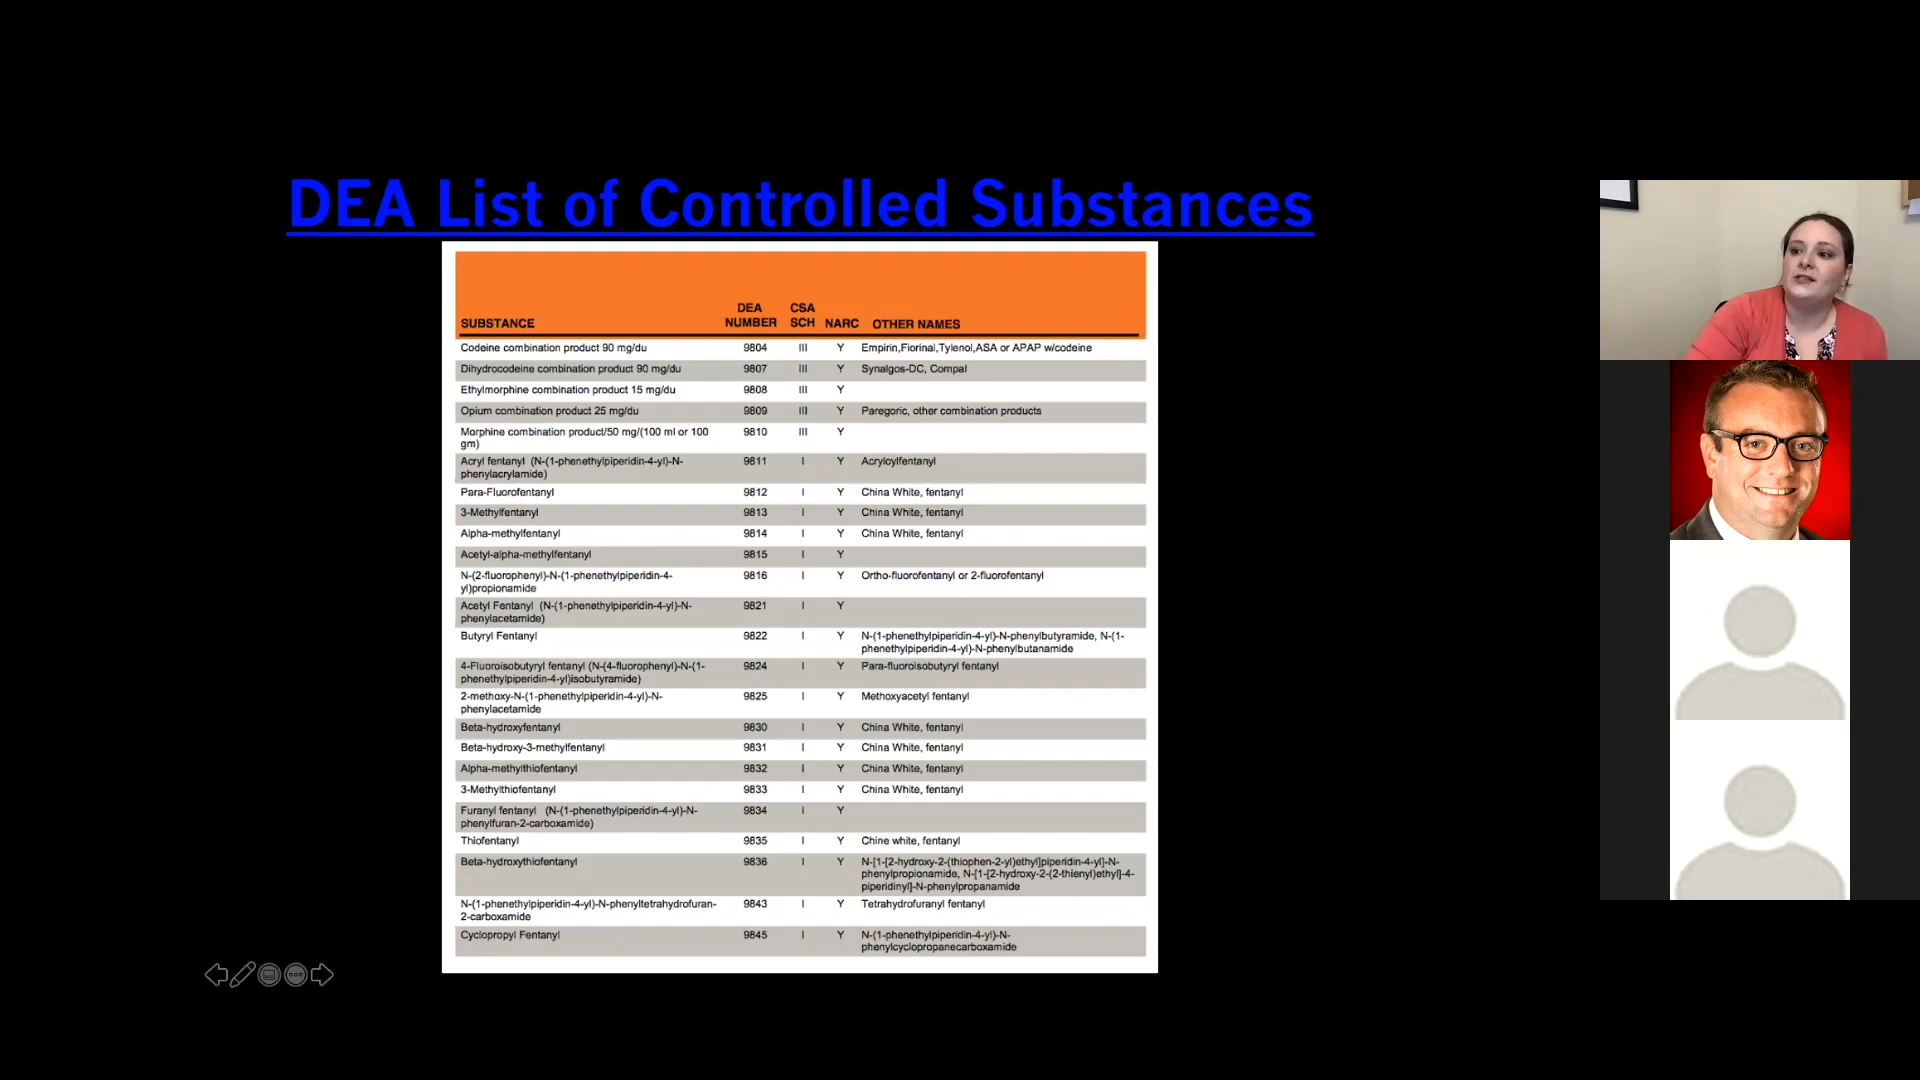 DEA List of Controlled Substances
SUBSTANCE DEA NUMBER CSA SCH NARC OTHER NAMES
Codeine combination product 90 mg/du 9804 III Y Empirin,Fiorinal,Tylenol,ASA or APAP w/codeine
Dihydrocodeine combination product 90 mg/du 9807 III Y Synalgos-DC, Compal
Ethylmorphine combination product 15 mg/du 9808 III Y
Opium combination product 25 mg/du 9809 III Y Paregoric, other combination products
Morphine combination product/50 mg/(100 ml or 100 9810 III Y
gm)
Acryl fentanyl (N-(1-phenethylpiperidin-4-yl)-N- 9811 I Y Acryloylfentanyl
phenylacrylamide)
Para-Fluorofentanyl 9812 I Y China White, fentanyl
3-Methylfentanyl 9813 I Y China White, fentanyl
Alpha-methylfentanyl 9814 I Y China White, fentanyl
Acetyl-alpha-methylfentanyl 9815 I Y
N-(2-fluorophenyl)-N-(1-phenethylpiperidin-4- 9816 I Y Ortho-fluorofentanyl or 2-fluorofentanyl
yl)propionamide
Acetyl Fentanyl (N-(1-phenethylpiperidin-4-yl)-N- 9821 I Y
phenylacetamide)
Butyryl Fentanyl 9822 I Y N-(1-phenethylpiperidin-4-yl)-N-phenylbutyramide, N-(1-
phenethylpiperidin-4-yl)-N-phenylbutanamide
4-Fluoroisobutyryl fentanyl (N-(4-fluorophenyl)-N-(1- 9824 I Y Para-fluoroisobutyryl fentanyl
phenethylpiperidin-4-yl)isobutyramide)
2-methoxy-N-(1-phenethylpiperidin-4-yl)-N- 9825 I Y Methoxyacetyl fentanyl
phenylacetamide
Beta-hydroxyfentanyl 9830 I Y China White, fentanyl
Beta-hydroxy-3-methylfentanyl 9831 I Y China White, fentanyl
Alpha-methylthiofentanyl 9832 I Y China White, fentanyl
3-Methylthiofentanyl 9833 I Y China White, fentanyl
Furanyl fentanyl (N-(1-phenethylpiperidin-4-yl)-N- 9834 I Y
phenylfuran-2-carboxamide)
Thiofentanyl 9835 I Y Chine white, fentanyl
Beta-hydroxythiofentanyl 9836 I Y N-[1-[2-hydroxy-2-(thiophen-2-yl)ethyl]piperidin-4-yl]-N-
phenylpropionamide, N-[1-[2-hydroxy-2-(2-thienyl)ethyl]-4-
piperidinyl]-N-phenylpropanamide
N-(1-phenethylpiperidin-4-yl)-N-phenyltetrahydrofuran- 9843 I Y Tetrahydrofuranyl fentanyl
2-carboxamide
Cyclopropyl Fentanyl 9845 I Y N-(1-phenethylpiperidin-4-yl)-N-
phenylcyclopropanecarboxamide